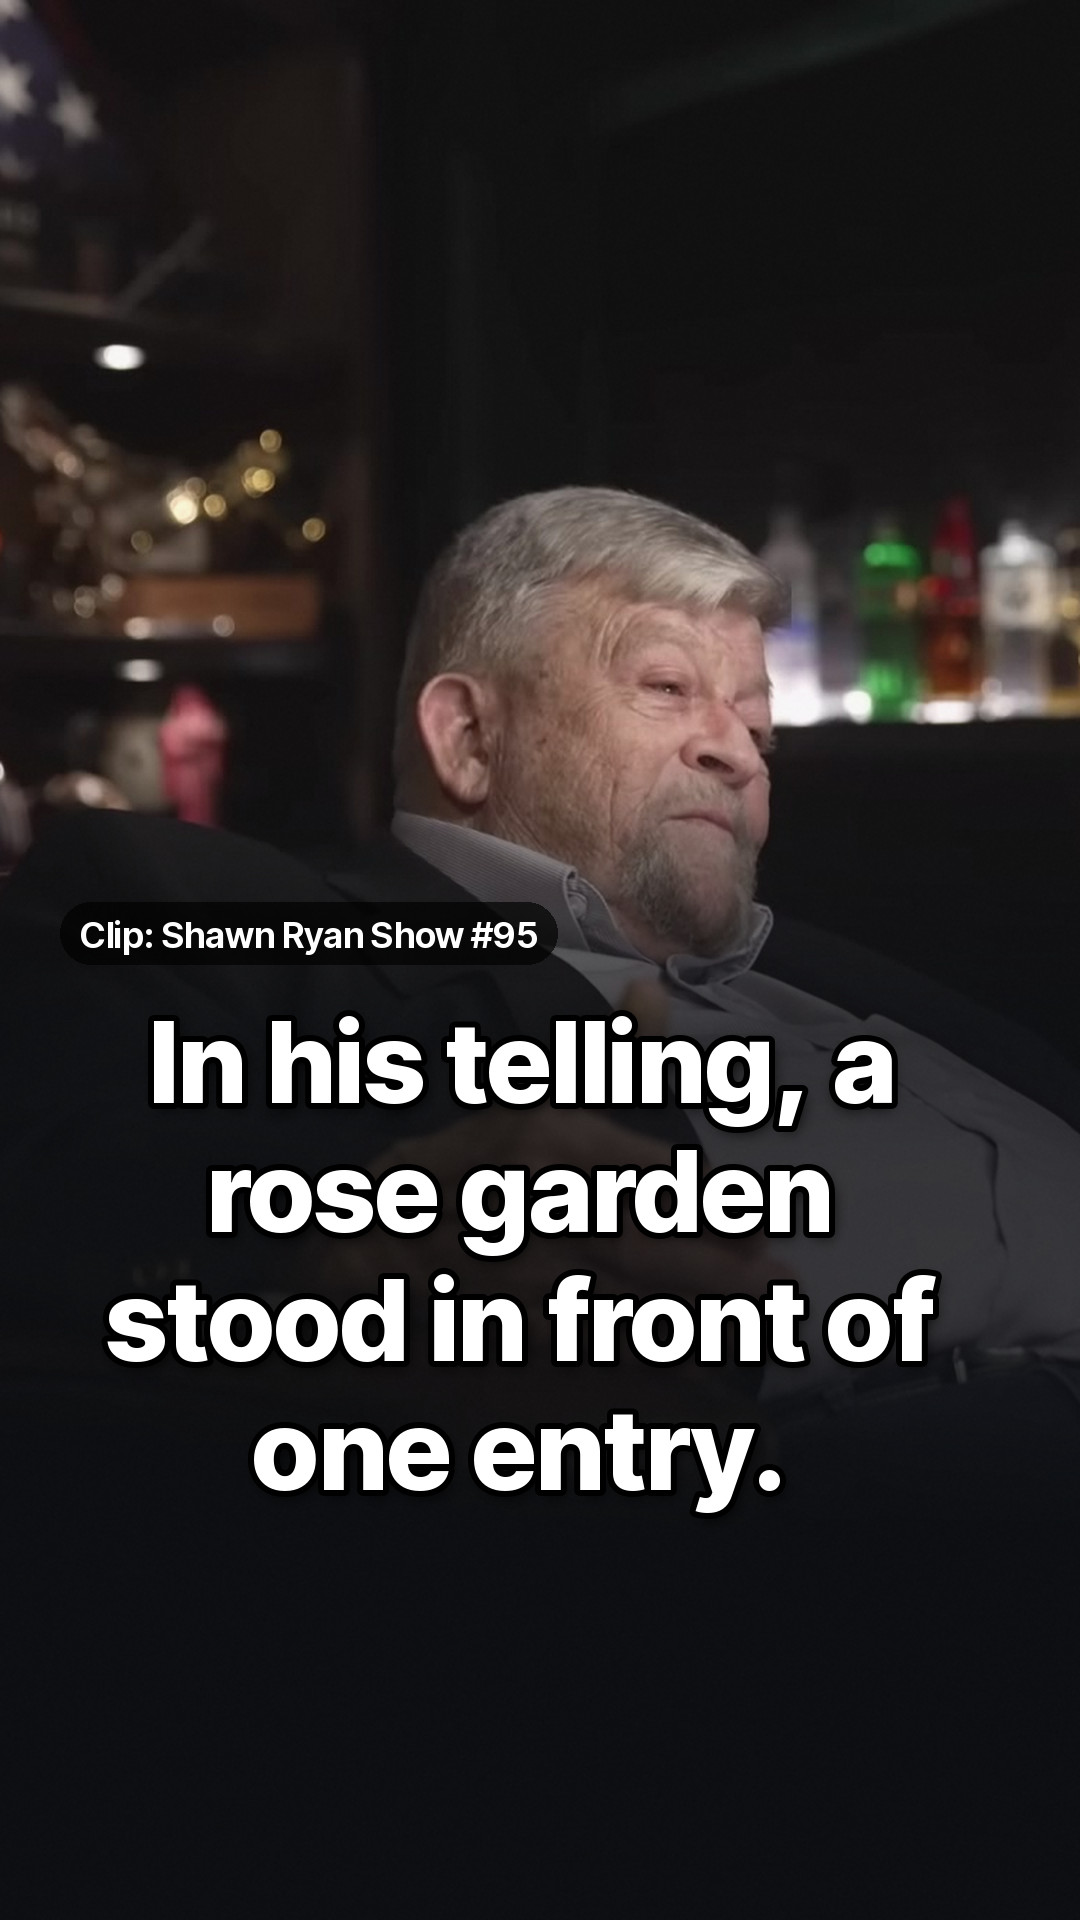 Clip: Shawn Ryan Show #95
In his telling, a
rose garden
stood in front of
one entry.